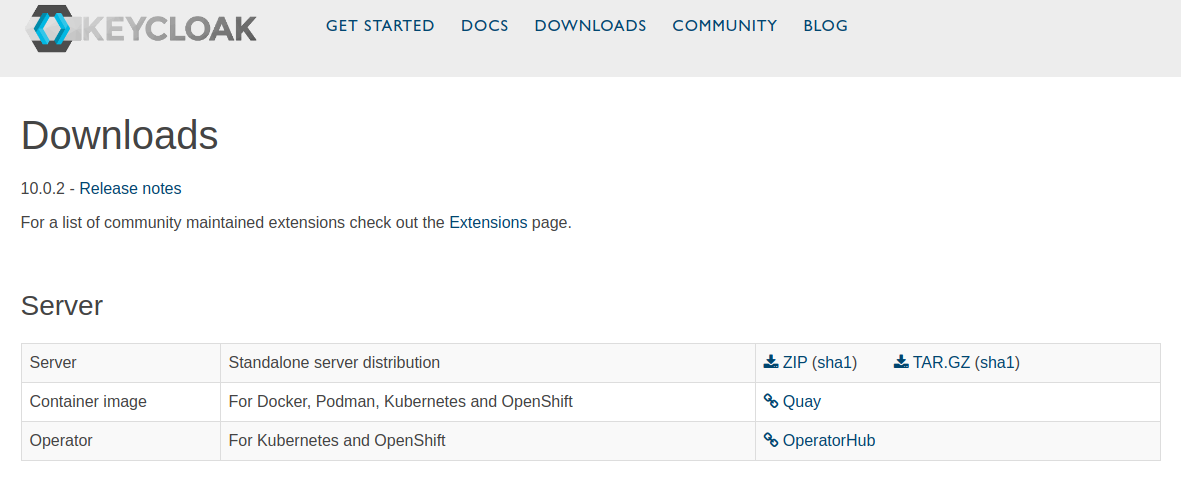 KEYCLOAK GET STARTED DOCS DOWNLOADS COMMUNITY BLOG
Downloads
10.0.2 - Release notes
For a list of community maintained extensions check out the Extensions page.
Server
Server Standalone server distribution ZIP (sha1) TAR.GZ (sha1)
Container image For Docker, Podman, Kubernetes and OpenShift Quay
Operator For Kubernetes and OpenShift OperatorHub